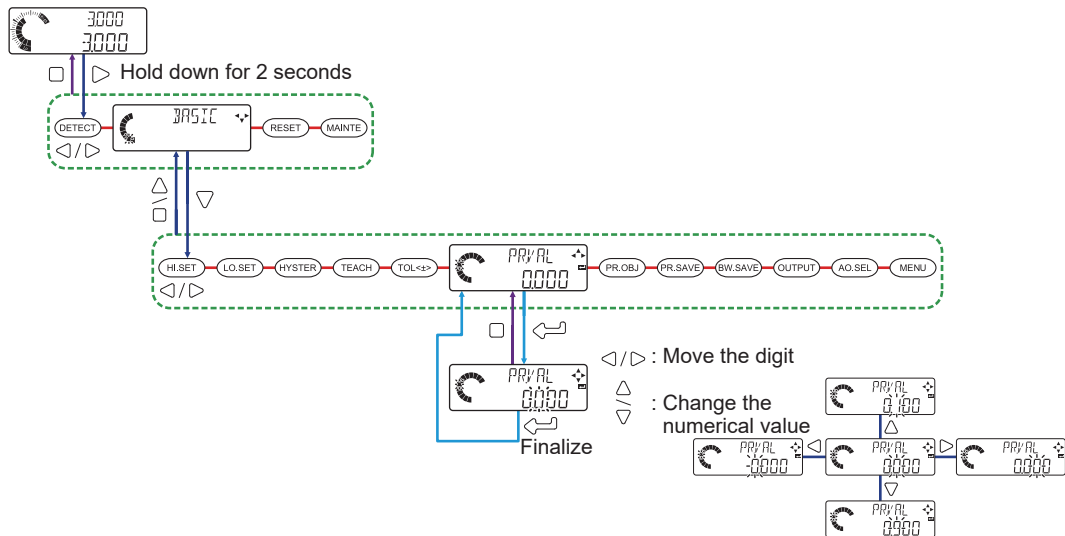 3.000
-3.000
Hold down for 2 seconds
DETECT
BASIC
RESET
MAINTE
/
/
HI.SET
LO.SET
HYSTER
TEACH
TOL<±>
PRVAL
0.000
PR.OBJ
PR.SAVE
BW.SAVE
OUTPUT
AO.SEL
MENU
/
PRVAL
0.000
Finalize
/ : Move the digit
/ : Change the
numerical value
PRVAL
0.100
PRVAL
-0.000
PRVAL
0.000
PRVAL
0.000
PRVAL
0.900